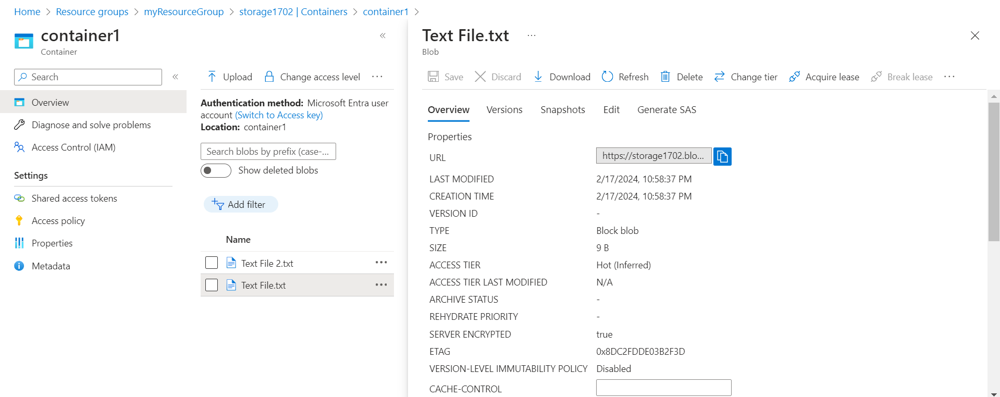 Home > Resource groups > myResourceGroup > storage1702 | Containers > container1 >
container1
Container
Search
Overview
Diagnose and solve problems
Access Control (IAM)
Settings
Shared access tokens
Access policy
Properties
Metadata
Upload Change access level ...
Authentication method: Microsoft Entra user
account (Switch to Access key)
Location: container1
Search blobs by prefix (case-...
Show deleted blobs
Add filter
Name
Text File 2.txt
Text File.txt
Text File.txt ...
Blob
Save Discard Download Refresh Delete Change tier Acquire lease Break lease ...
Overview Versions Snapshots Edit Generate SAS
Properties
URL https://storage1702.blo...
LAST MODIFIED 2/17/2024, 10:58:37 PM
CREATION TIME 2/17/2024, 10:58:37 PM
VERSION ID -
TYPE Block blob
SIZE 9 B
ACCESS TIER Hot (Inferred)
ACCESS TIER LAST MODIFIED N/A
ARCHIVE STATUS -
REHYDRATE PRIORITY -
SERVER ENCRYPTED true
ETAG 0x8DC2FDDE03B2F3D
VERSION-LEVEL IMMUTABILITY POLICY Disabled
CACHE-CONTROL